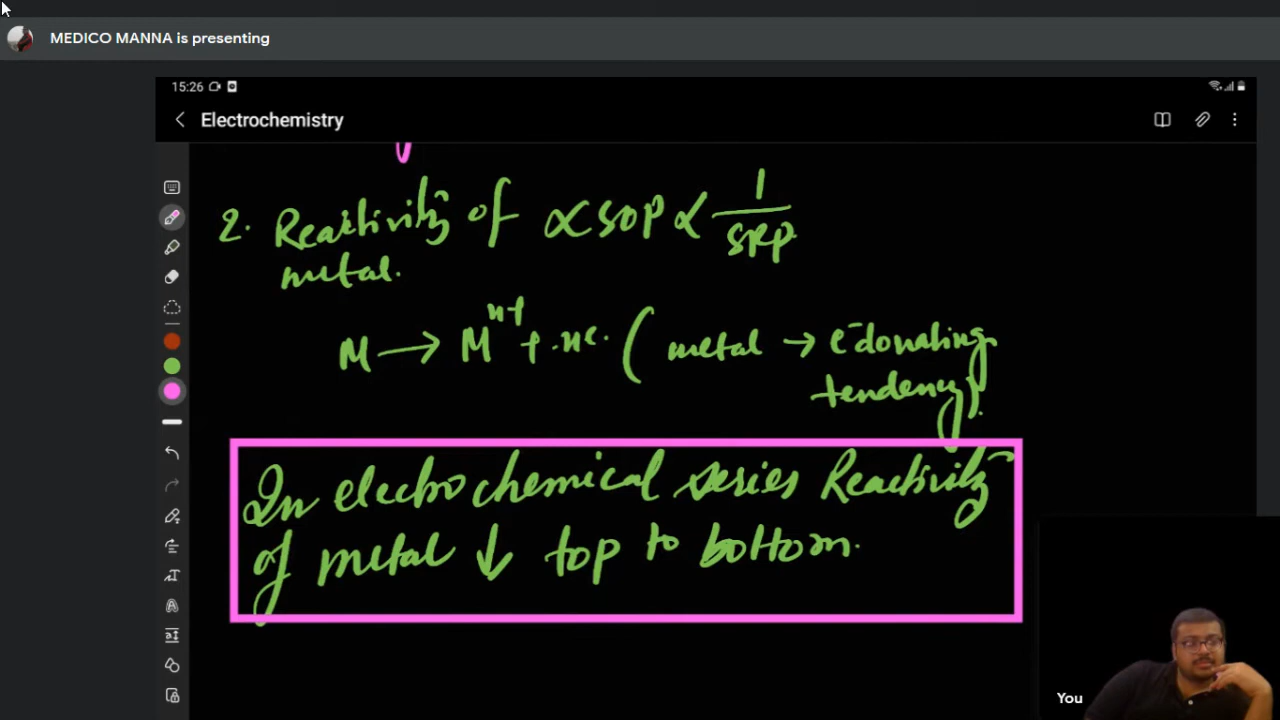 MEDICO MANNA is presenting
15:26
Electrochemistry
2. Reactivity of ∝ SOP ∝ 1/SRP
metal.
M → Mⁿ⁺ + ne. ( metal → e⁻ donating
tendency).
In electrochemical series Reactivity
of metal ↓ top to bottom.
You